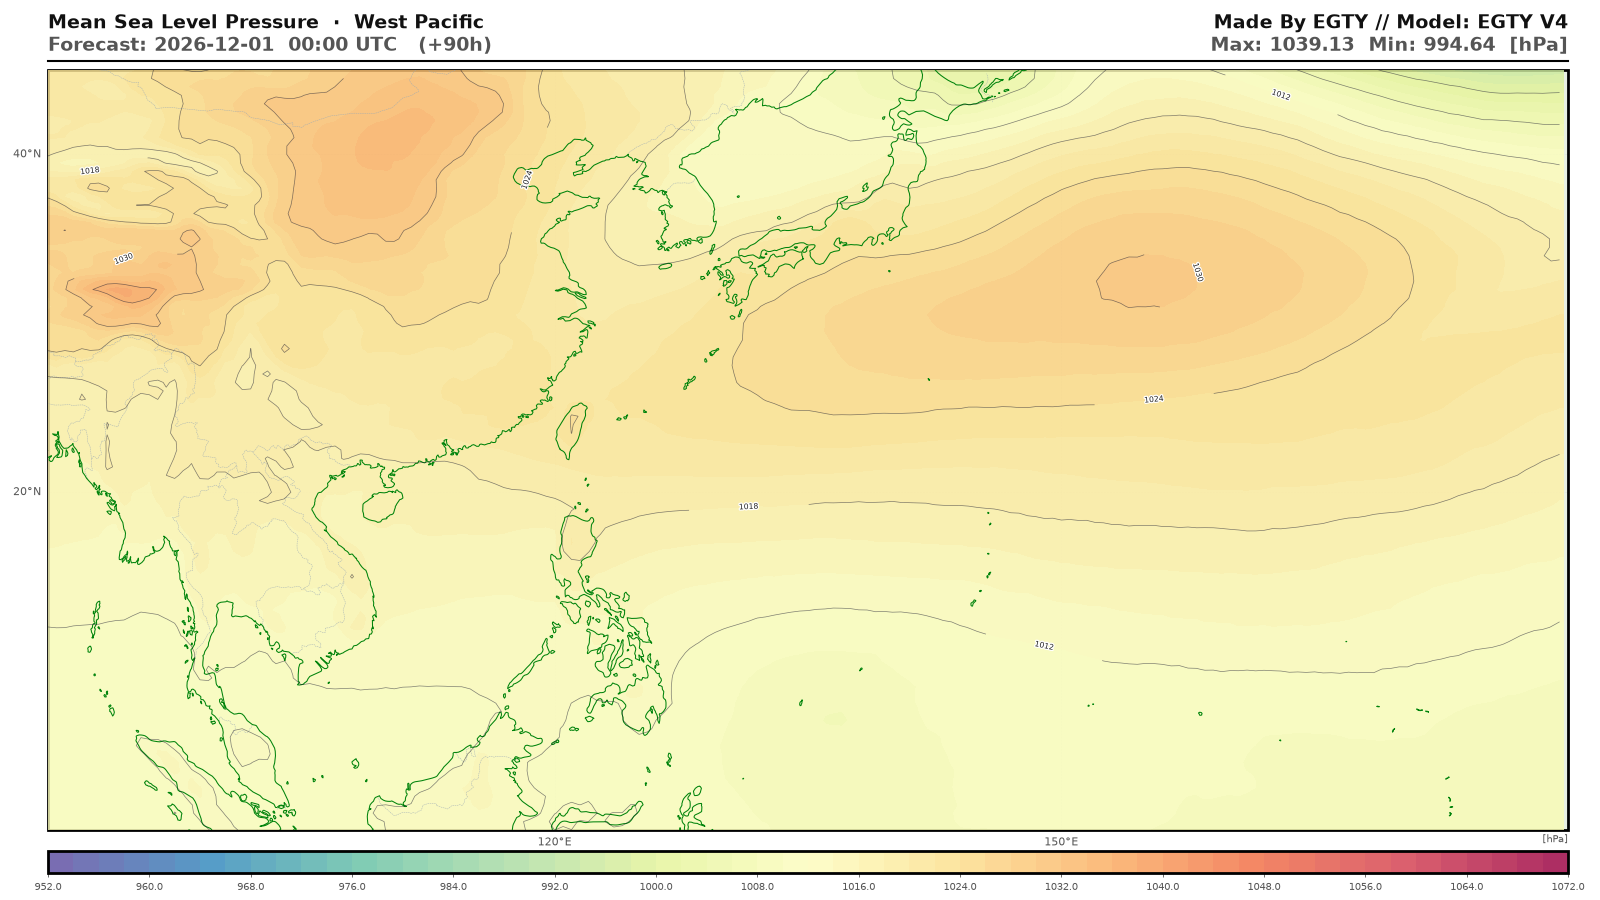 Mean Sea Level Pressure · West Pacific
Made By EGTY // Model: EGTY V4
Forecast: 2026-12-01 00:00 UTC (+90h)
Max: 1039.13 Min: 994.64 [hPa]
1012
40°N
1018
1024
1030
1030
1024
20°N
1018
1012
120°E
150°E
[hPa]
952.0
960.0
968.0
976.0
984.0
992.0
1000.0
1008.0
1016.0
1024.0
1032.0
1040.0
1048.0
1056.0
1064.0
1072.0